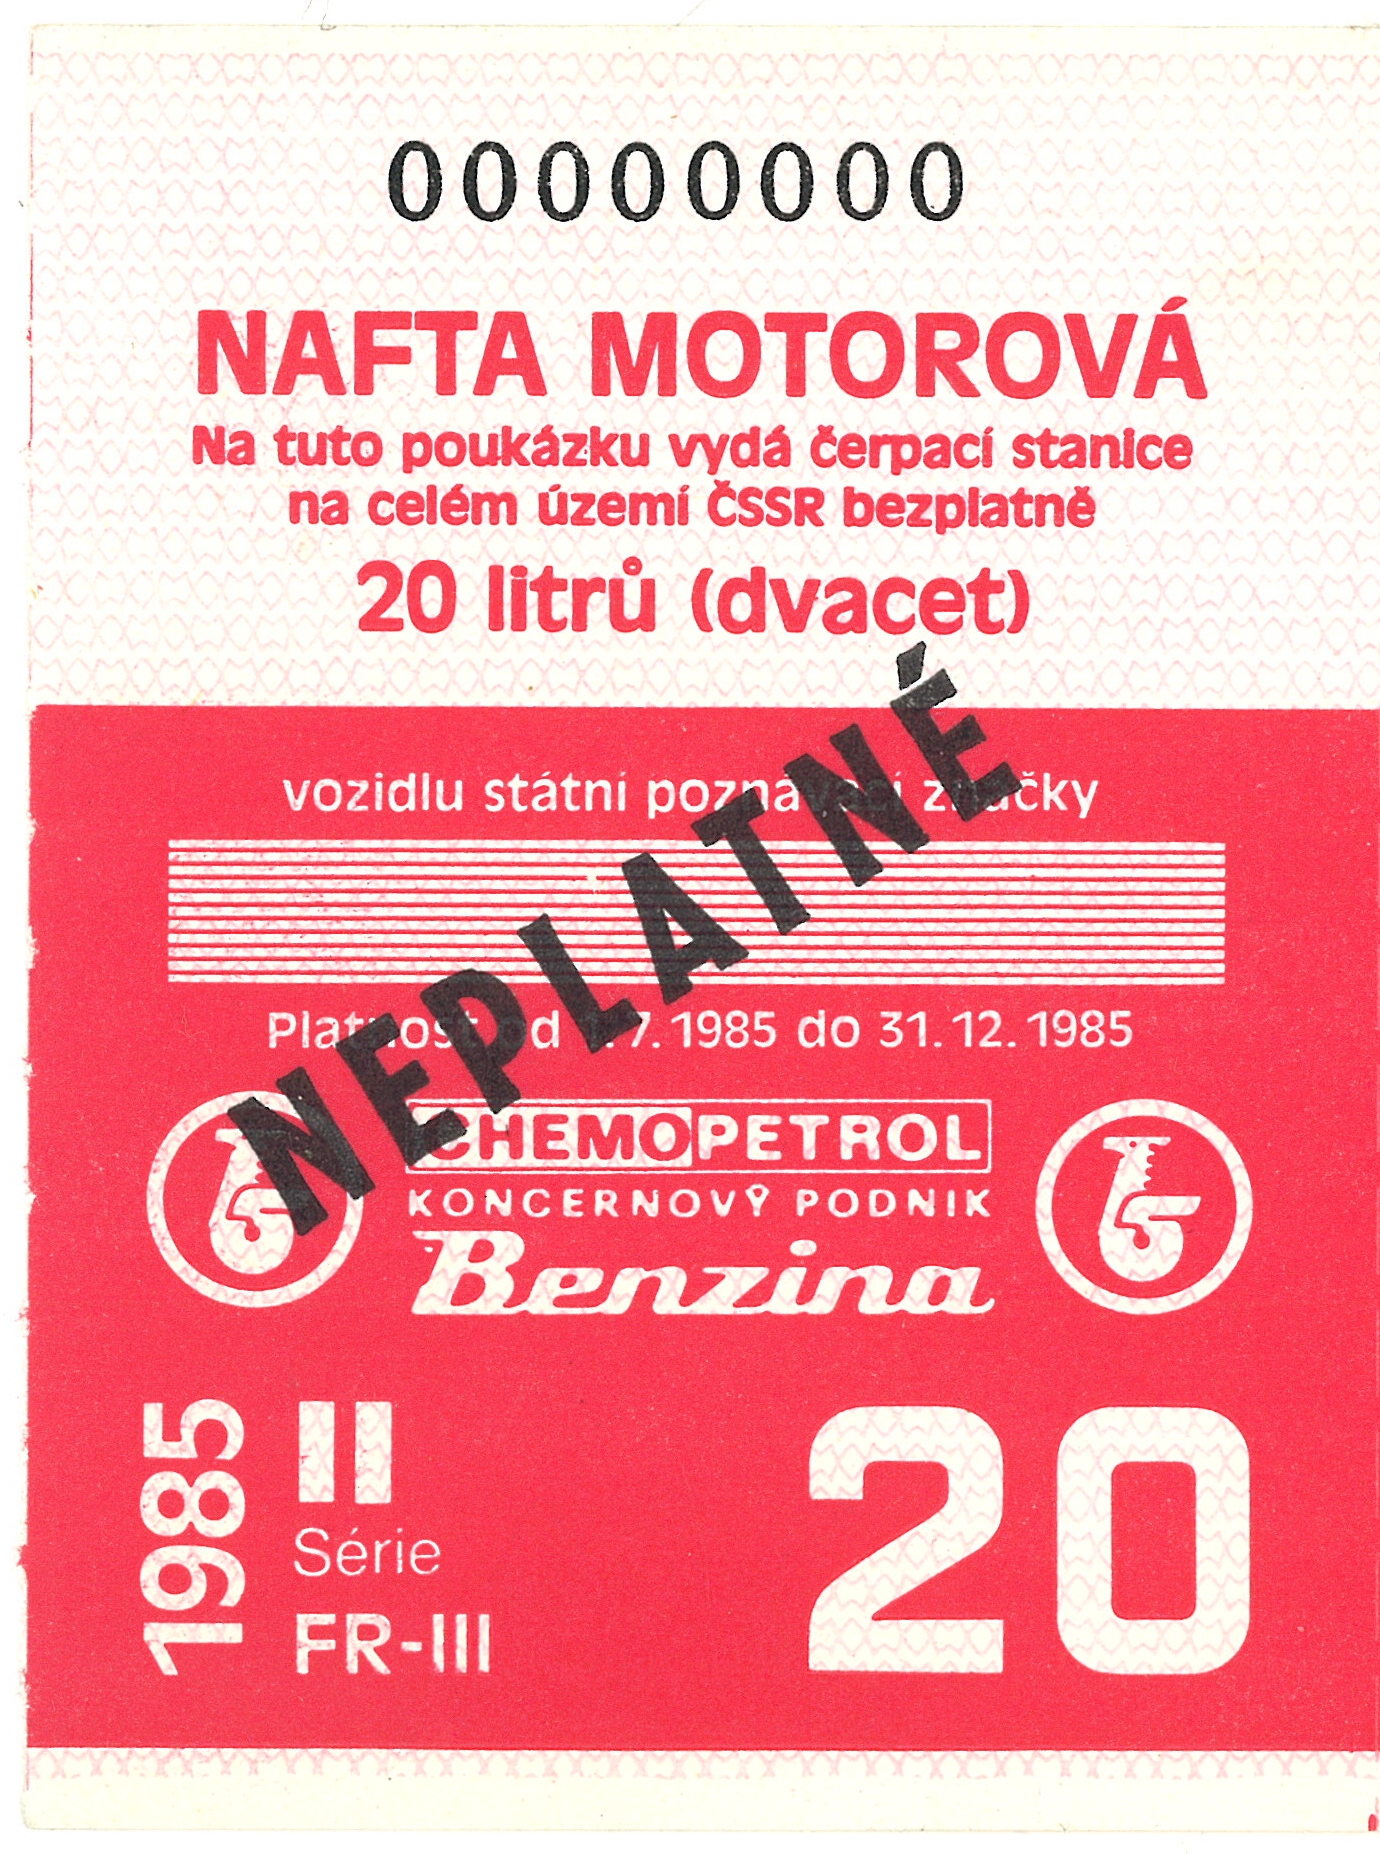 00000000
NAFTA MOTOROVÁ
Na tuto poukázku vydá čerpací stanice
na celém území ČSSR bezplatně
20 litrů (dvacet)
NEPLATNÉ
vozidlu státní poznávací značky
Platnost od 1.7.1985 do 31.12.1985
CHEMOPETROL
KONCERNOVÝ PODNIK
Benzina
1985
II
Série
FR-III
20